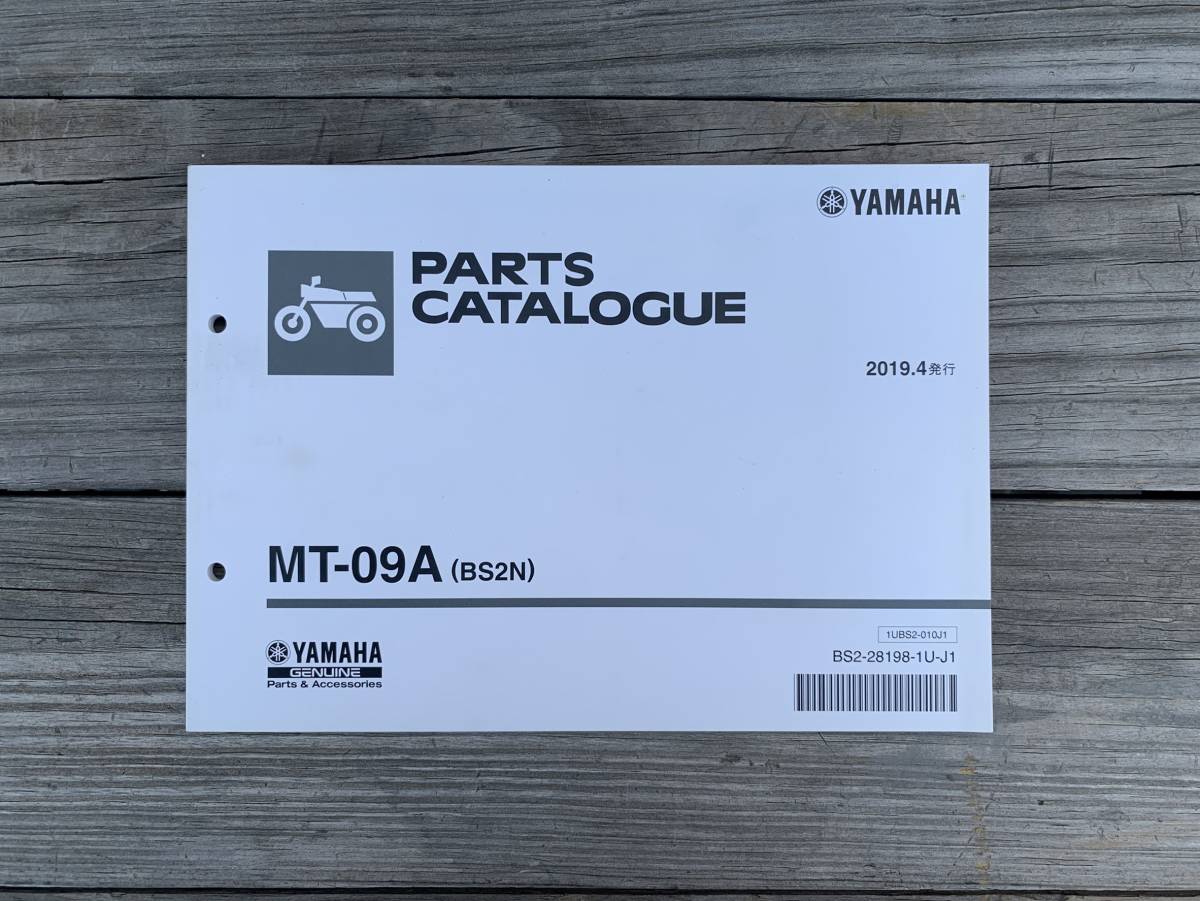 YAMAHA
PARTS
CATALOGUE
2019.4発行
MT-09A (BS2N)
1UBS2-010J1
BS2-28198-1U-J1
YAMAHA
GENUINE
Parts & Accessories